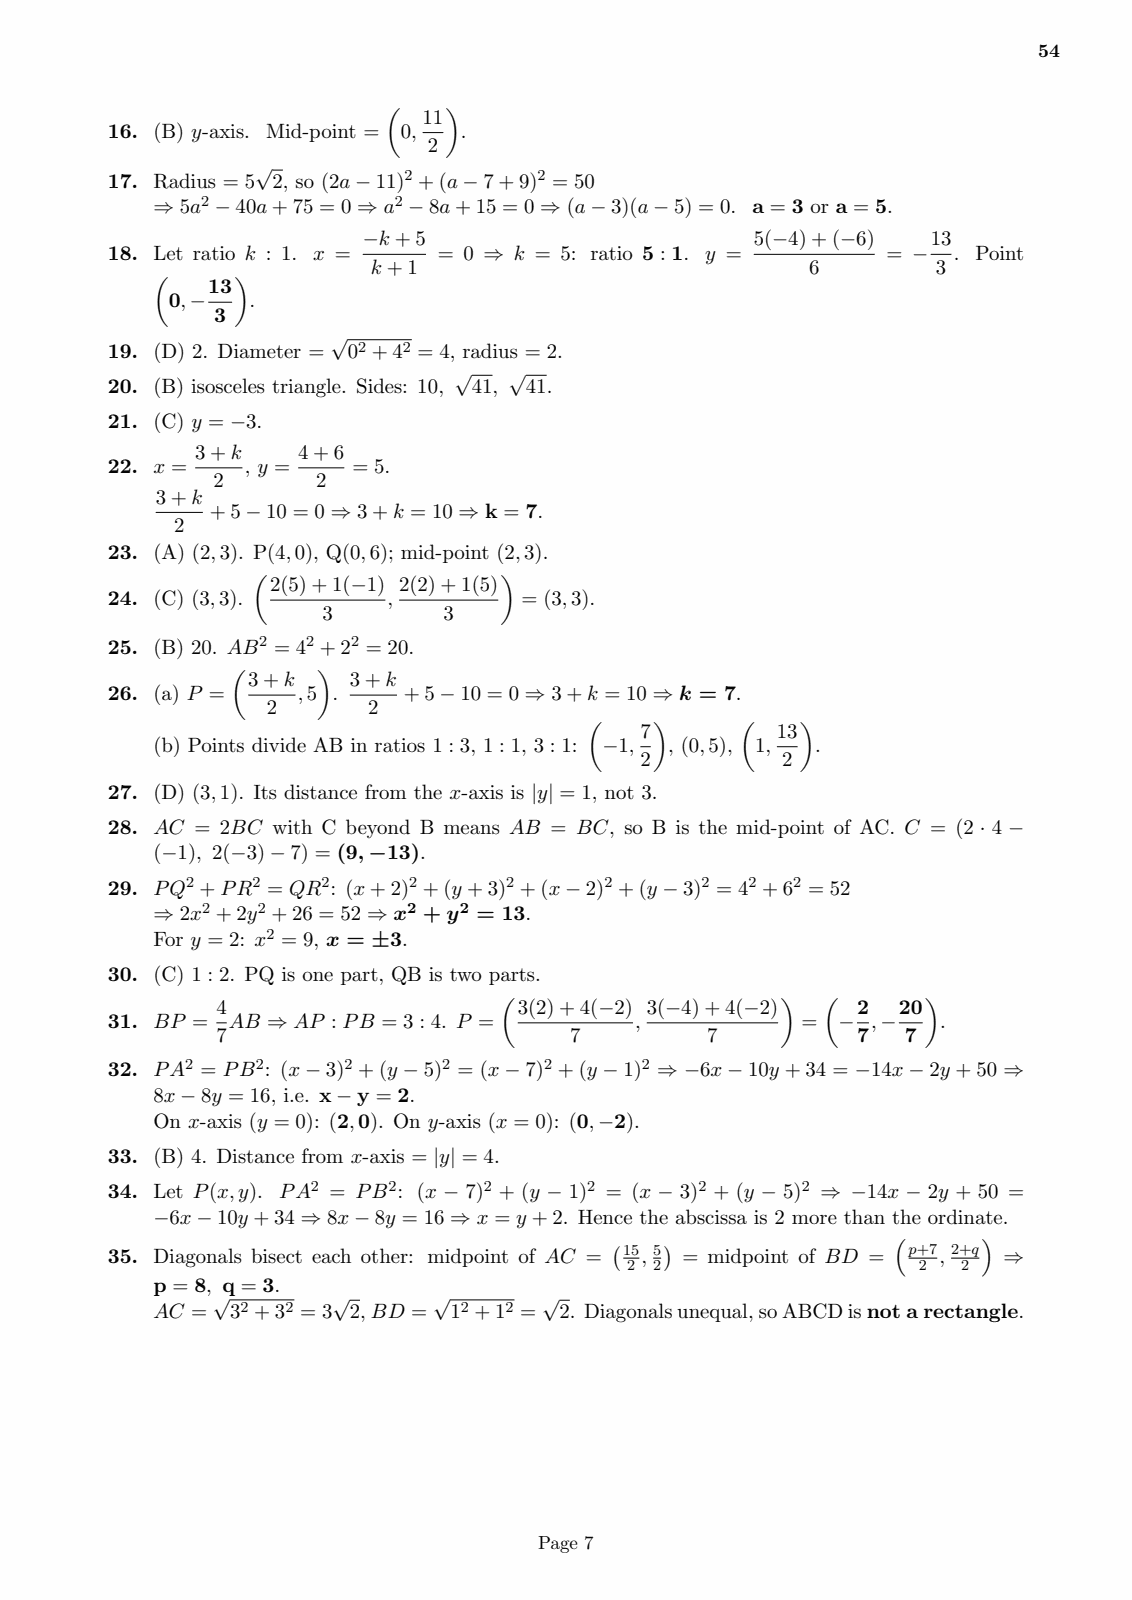 54
16. (B) y-axis. Mid-point = (0, 11/2).
17. Radius = 5√2, so (2a − 11)² + (a − 7 + 9)² = 50
⇒ 5a² − 40a + 75 = 0 ⇒ a² − 8a + 15 = 0 ⇒ (a − 3)(a − 5) = 0. a = 3 or a = 5.
18. Let ratio k : 1. x = (−k + 5)/(k + 1) = 0 ⇒ k = 5: ratio 5 : 1. y = (5(−4) + (−6))/6 = −13/3. Point
(0, −13/3).
19. (D) 2. Diameter = √(0² + 4²) = 4, radius = 2.
20. (B) isosceles triangle. Sides: 10, √41, √41.
21. (C) y = −3.
22. x = (3 + k)/2, y = (4 + 6)/2 = 5.
(3 + k)/2 + 5 − 10 = 0 ⇒ 3 + k = 10 ⇒ k = 7.
23. (A) (2, 3). P(4, 0), Q(0, 6); mid-point (2, 3).
24. (C) (3, 3). ((2(5) + 1(−1))/3, (2(2) + 1(5))/3) = (3, 3).
25. (B) 20. AB² = 4² + 2² = 20.
26. (a) P = ((3 + k)/2, 5). (3 + k)/2 + 5 − 10 = 0 ⇒ 3 + k = 10 ⇒ k = 7.
(b) Points divide AB in ratios 1 : 3, 1 : 1, 3 : 1: (−1, 7/2), (0, 5), (1, 13/2).
27. (D) (3, 1). Its distance from the x-axis is |y| = 1, not 3.
28. AC = 2BC with C beyond B means AB = BC, so B is the mid-point of AC. C = (2 · 4 −
(−1), 2(−3) − 7) = (9, −13).
29. PQ² + PR² = QR²: (x + 2)² + (y + 3)² + (x − 2)² + (y − 3)² = 4² + 6² = 52
⇒ 2x² + 2y² + 26 = 52 ⇒ x² + y² = 13.
For y = 2: x² = 9, x = ±3.
30. (C) 1 : 2. PQ is one part, QB is two parts.
31. BP = 4/7 AB ⇒ AP : PB = 3 : 4. P = ((3(2) + 4(−2))/7, (3(−4) + 4(−2))/7) = (−2/7, −20/7).
32. PA² = PB²: (x − 3)² + (y − 5)² = (x − 7)² + (y − 1)² ⇒ −6x − 10y + 34 = −14x − 2y + 50 ⇒
8x − 8y = 16, i.e. x − y = 2.
On x-axis (y = 0): (2, 0). On y-axis (x = 0): (0, −2).
33. (B) 4. Distance from x-axis = |y| = 4.
34. Let P(x, y). PA² = PB²: (x − 7)² + (y − 1)² = (x − 3)² + (y − 5)² ⇒ −14x − 2y + 50 =
−6x − 10y + 34 ⇒ 8x − 8y = 16 ⇒ x = y + 2. Hence the abscissa is 2 more than the ordinate.
35. Diagonals bisect each other: midpoint of AC = (15/2, 5/2) = midpoint of BD = ((p+7)/2, (2+q)/2) ⇒
p = 8, q = 3.
AC = √(3² + 3²) = 3√2, BD = √(1² + 1²) = √2. Diagonals unequal, so ABCD is not a rectangle.
Page 7